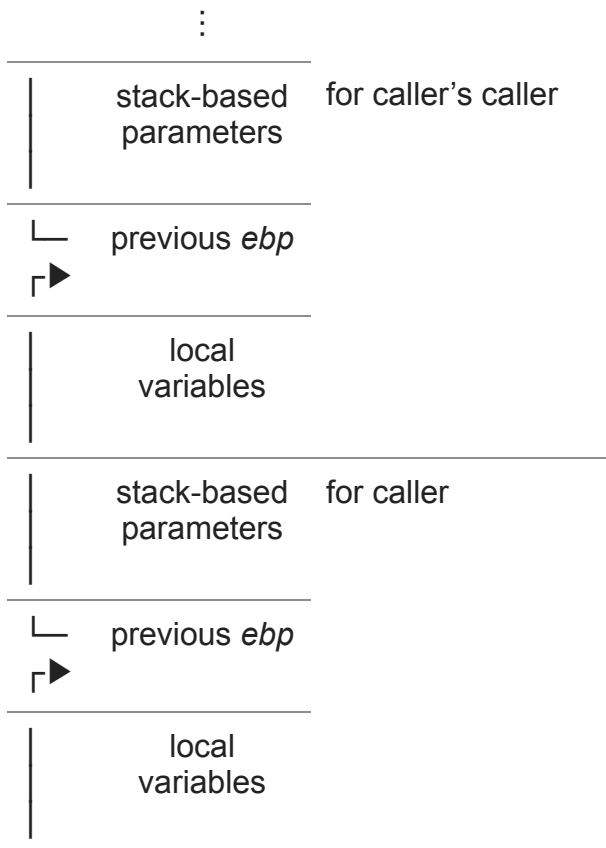 ⋮
stack-based for caller’s caller
parameters
previous ebp
local
variables
stack-based for caller
parameters
previous ebp
local
variables